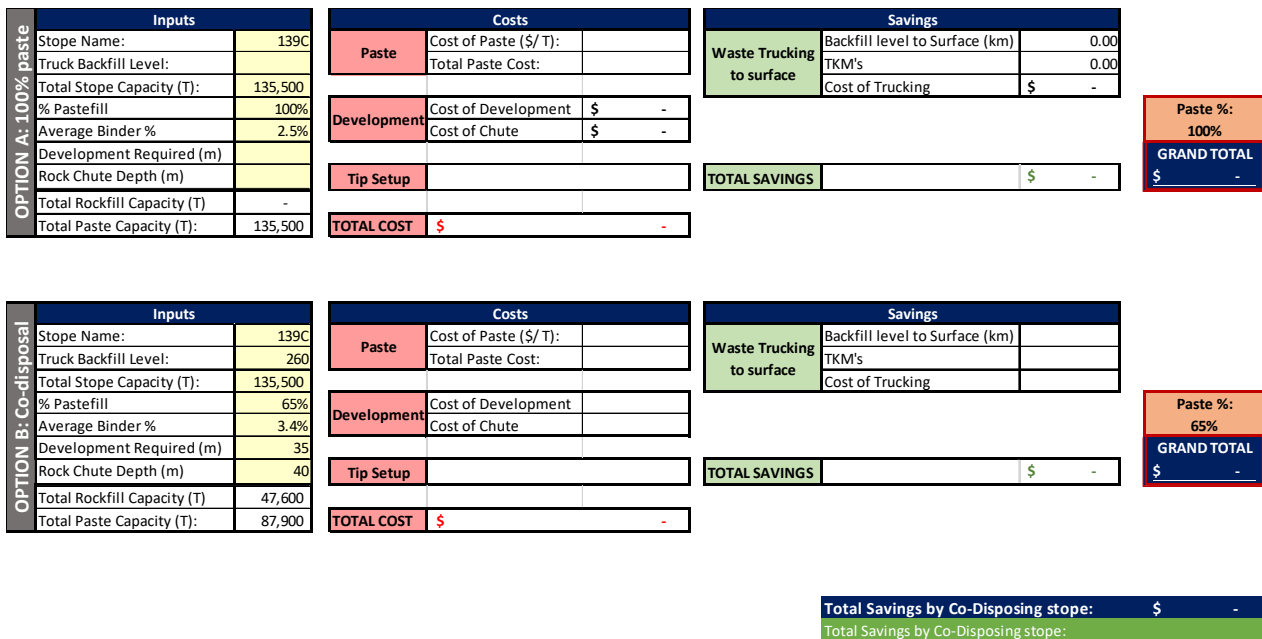 OPTION A: 100% paste
Inputs
Stope Name: 139C
Truck Backfill Level:
Total Stope Capacity (T): 135,500
% Pastefill 100%
Average Binder % 2.5%
Development Required (m)
Rock Chute Depth (m)
Total Rockfill Capacity (T) -
Total Paste Capacity (T): 135,500
Costs
Paste
Cost of Paste ($/T):
Total Paste Cost:
Development
Cost of Development $ -
Cost of Chute $ -
Tip Setup
TOTAL COST $ -
Savings
Waste Trucking
to surface
Backfill level to Surface (km) 0.00
TKM's 0.00
Cost of Trucking $ -
TOTAL SAVINGS $ -
Paste %:
100%
GRAND TOTAL
$ -
OPTION B: Co-disposal
Inputs
Stope Name: 139C
Truck Backfill Level: 260
Total Stope Capacity (T): 135,500
% Pastefill 65%
Average Binder % 3.4%
Development Required (m) 35
Rock Chute Depth (m) 40
Total Rockfill Capacity (T) 47,600
Total Paste Capacity (T): 87,900
Costs
Paste
Cost of Paste ($/T):
Total Paste Cost:
Development
Cost of Development
Cost of Chute
Tip Setup
TOTAL COST $ -
Savings
Waste Trucking
to surface
Backfill level to Surface (km)
TKM's
Cost of Trucking
TOTAL SAVINGS $ -
Paste %:
65%
GRAND TOTAL
$ -
Total Savings by Co-Disposing stope: $ -
Total Savings by Co-Disposing stope: